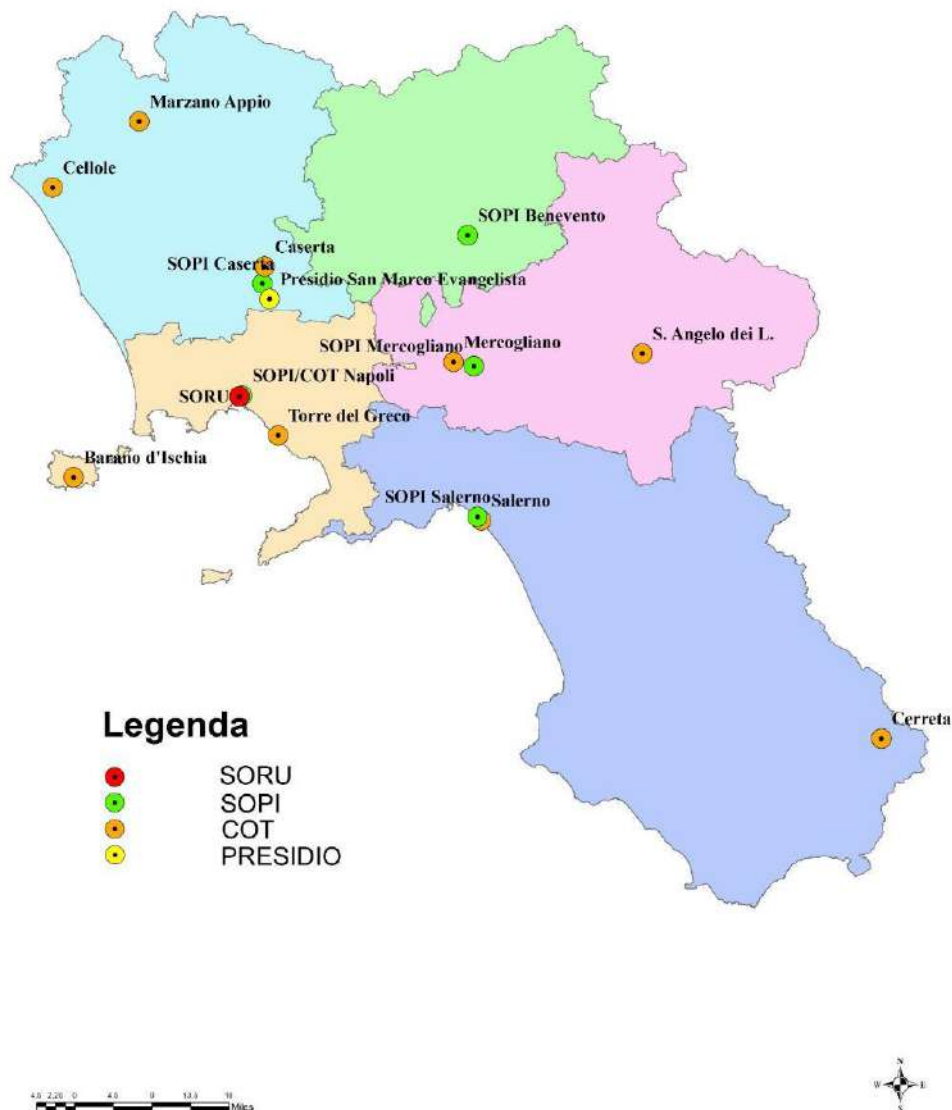 Marzano Appio
Cellole
SOPI Benevento
Caserta
SOPI Caserta
Presidio San Marco Evangelista
SOPI Mercogliano
Mercogliano
S. Angelo dei L.
SOPI/COT Napoli
SORU
Torre del Greco
Barano d'Ischia
SOPI Salerno
Salerno
Cerreta
Legenda
SORU
SOPI
COT
PRESIDIO
N
W E
S
0
Miles